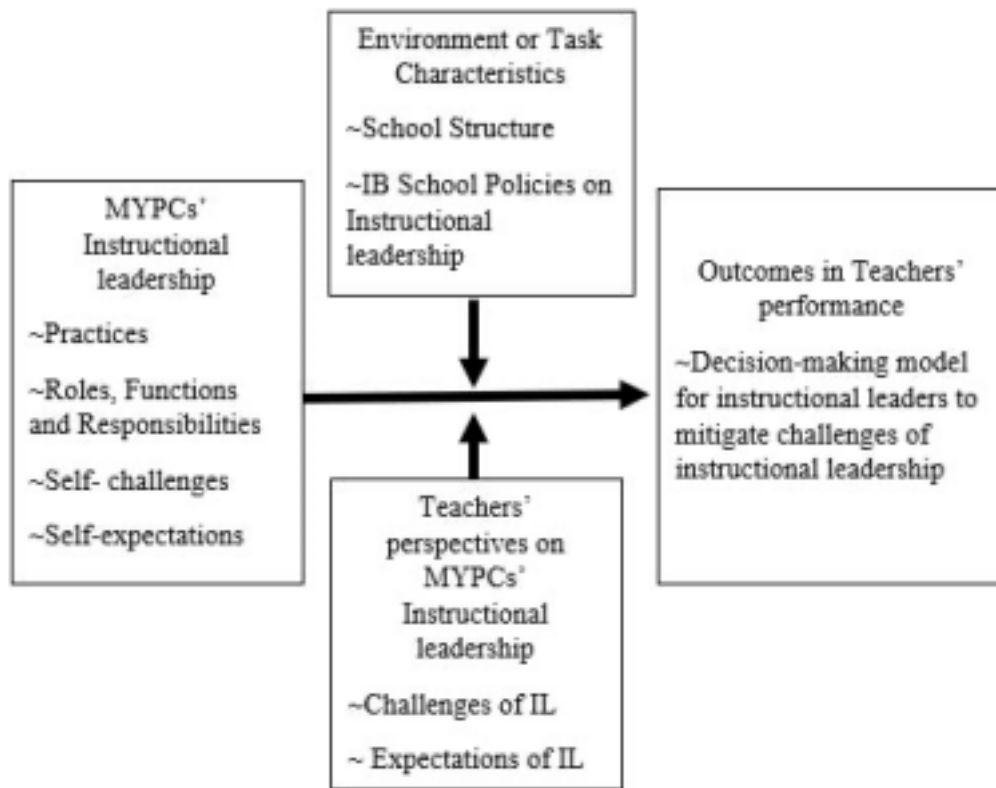 Environment or Task
Characteristics
~School Structure
~IB School Policies on
Instructional
leadership
MYPCs’
Instructional
leadership
~Practices
~Roles, Functions
and Responsibilities
~Self- challenges
~Self-expectations
Outcomes in Teachers’
performance
~Decision-making model
for instructional leaders to
mitigate challenges of
instructional leadership
Teachers’
perspectives on
MYPCs’
Instructional
leadership
~Challenges of IL
~ Expectations of IL